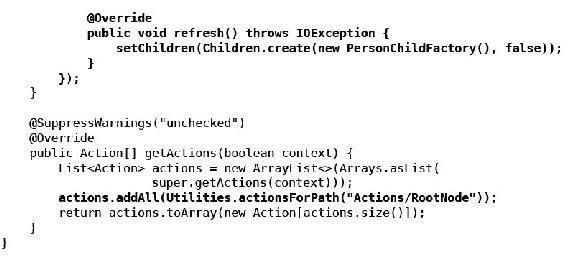 @Override
public void refresh() throws IOException {
setChildren(Children.create(new PersonChildFactory(), false));
}
});
}
@SuppressWarnings("unchecked")
@Override
public Action[] getActions(boolean context) {
List<Action> actions = new ArrayList<>(Arrays.asList(
super.getActions(context)));
actions.addAll(Utilities.actionsForPath("Actions/RootNode"));
return actions.toArray(new Action[actions.size()]);
}
}